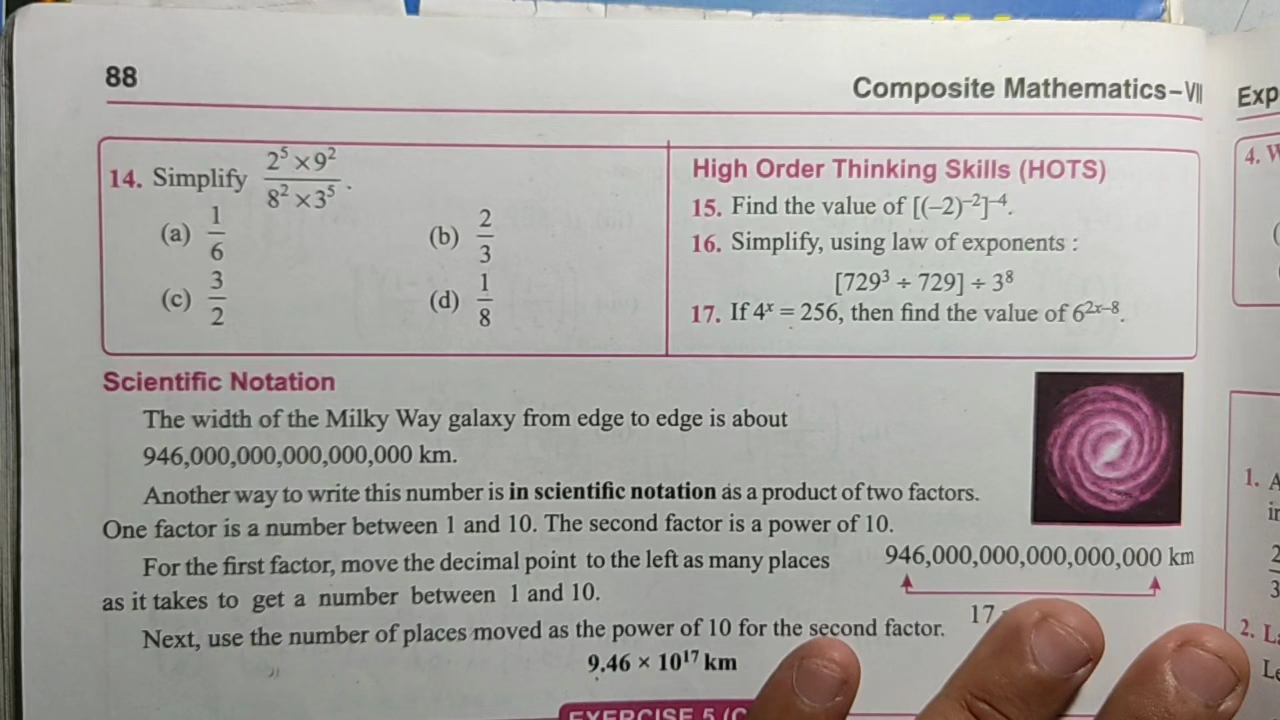 88
Composite Mathematics–VII
14. Simplify 2⁵ × 9² / 8² × 3⁵ .
(a) 1/6 (b) 2/3
(c) 3/2 (d) 1/8
High Order Thinking Skills (HOTS)
15. Find the value of [(–2)⁻²]⁻⁴.
16. Simplify, using law of exponents :
[729³ ÷ 729] ÷ 3⁸
17. If 4ˣ = 256, then find the value of 6²ˣ⁻⁸.
Scientific Notation
The width of the Milky Way galaxy from edge to edge is about
946,000,000,000,000,000 km.
Another way to write this number is in scientific notation as a product of two factors.
One factor is a number between 1 and 10. The second factor is a power of 10.
For the first factor, move the decimal point to the left as many places
as it takes to get a number between 1 and 10.
946,000,000,000,000,000 km
17
Next, use the number of places moved as the power of 10 for the second factor.
9.46 × 10¹⁷ km
EXERCISE 5 (
Exp
4.
1. A
2
3
2.